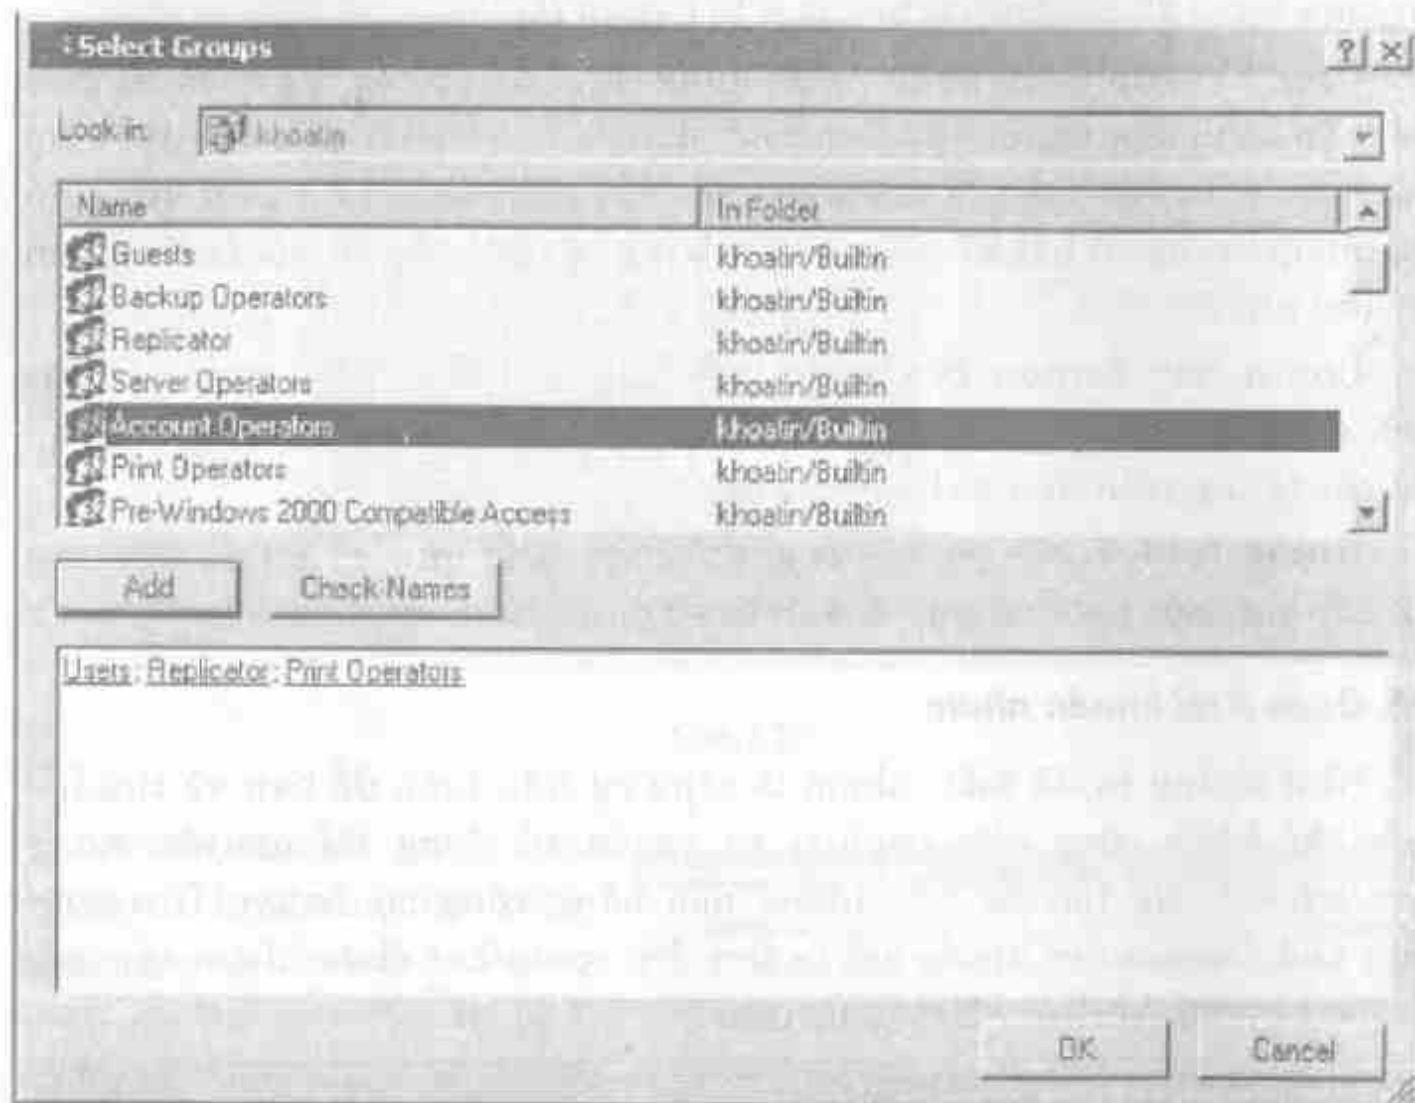 Select Groups
Look in: khoatin
Name In Folder
Guests khoatin/Builtin
Backup Operators khoatin/Builtin
Replicator khoatin/Builtin
Server Operators khoatin/Builtin
Account Operators khoatin/Builtin
Print Operators khoatin/Builtin
Pre-Windows 2000 Compatible Access khoatin/Builtin
Add Check Names
Users; Replicator; Print Operators
OK Cancel